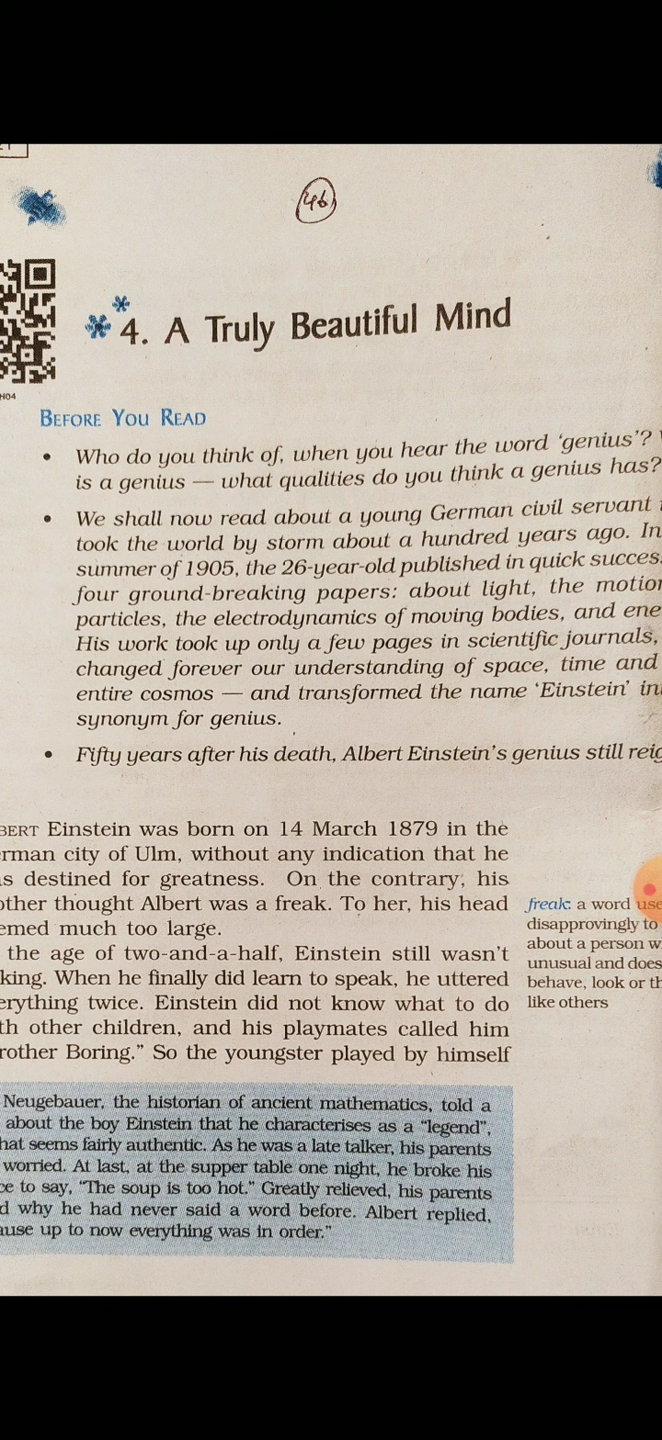 46
4. A Truly Beautiful Mind
N04
BEFORE YOU READ
• Who do you think of, when you hear the word 'genius'?
is a genius — what qualities do you think a genius has?
• We shall now read about a young German civil servant
took the world by storm about a hundred years ago. In
summer of 1905, the 26-year-old published in quick succes
four ground-breaking papers: about light, the motion
particles, the electrodynamics of moving bodies, and ene
His work took up only a few pages in scientific journals,
changed forever our understanding of space, time and
entire cosmos — and transformed the name 'Einstein' in
synonym for genius.
• Fifty years after his death, Albert Einstein's genius still reig
BERT Einstein was born on 14 March 1879 in the
rman city of Ulm, without any indication that he
s destined for greatness. On the contrary, his
other thought Albert was a freak. To her, his head
emed much too large.
the age of two-and-a-half, Einstein still wasn't
king. When he finally did learn to speak, he uttered
erything twice. Einstein did not know what to do
th other children, and his playmates called him
rother Boring." So the youngster played by himself
freak: a word use
disapprovingly to
about a person w
unusual and does
behave, look or th
like others
Neugebauer, the historian of ancient mathematics, told a
about the boy Einstein that he characterises as a "legend",
hat seems fairly authentic. As he was a late talker, his parents
worried. At last, at the supper table one night, he broke his
ce to say, "The soup is too hot." Greatly relieved, his parents
d why he had never said a word before. Albert replied,
ause up to now everything was in order."